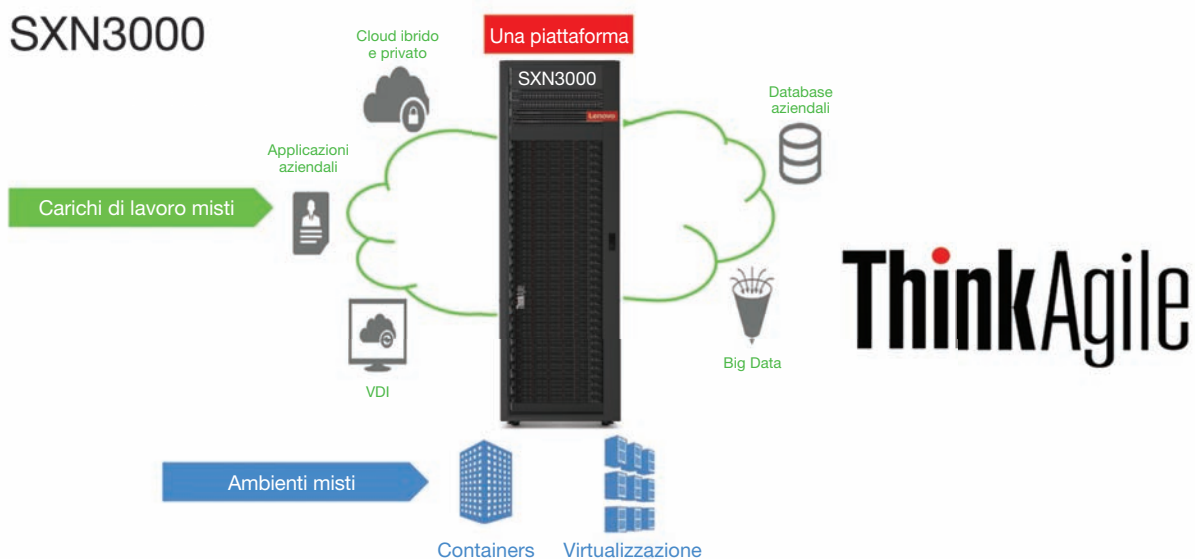 SXN3000
Cloud ibrido
e privato
Una piattaforma
SXN3000
Lenovo
Database
aziendali
Applicazioni
aziendali
Carichi di lavoro misti
ThinkAgile
VDI
Big Data
Ambienti misti
Containers
Virtualizzazione